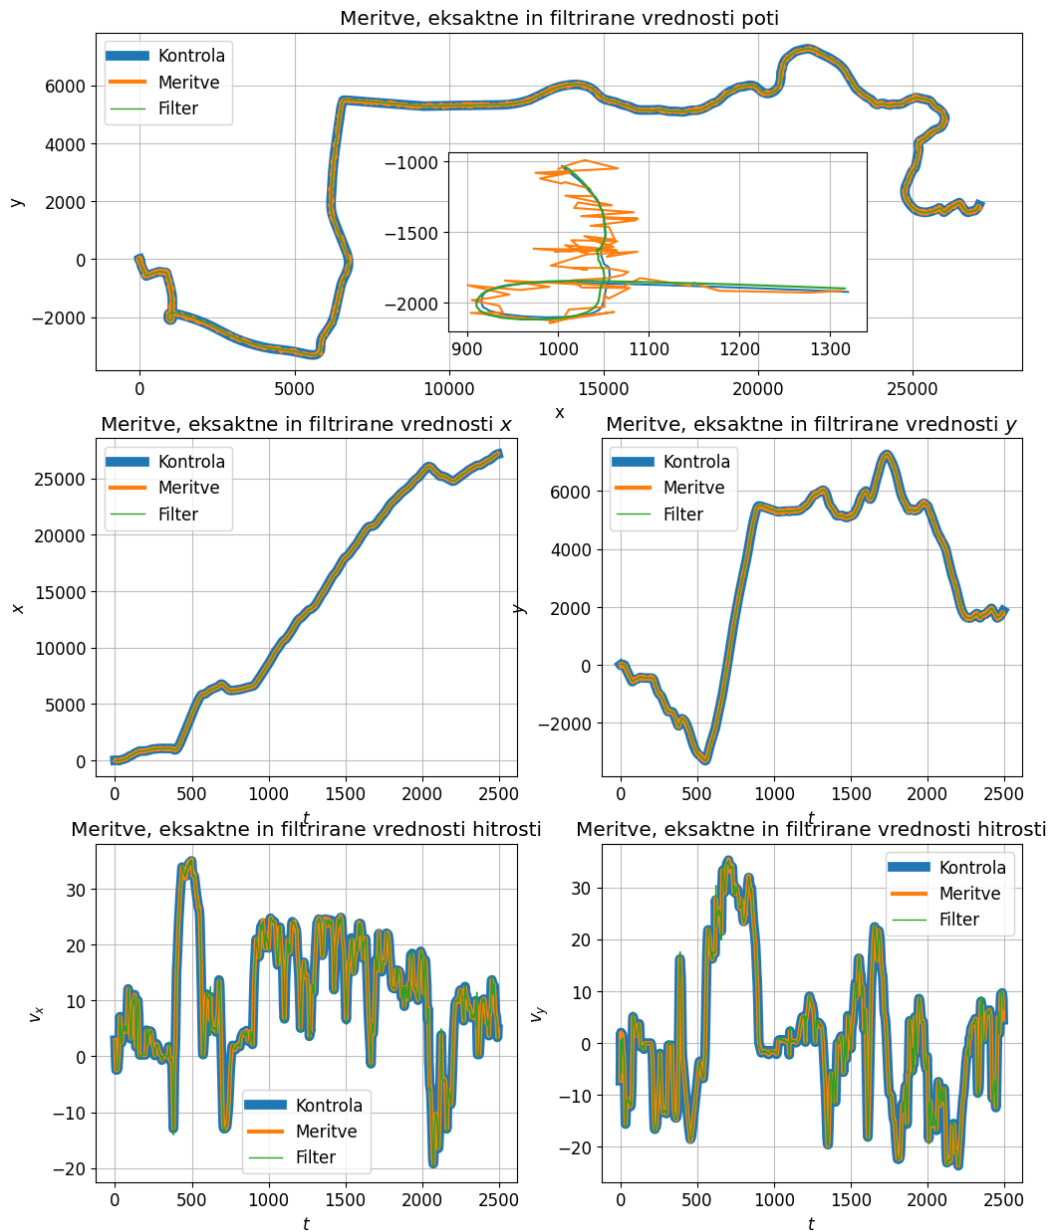 Meritve, eksaktne in filtrirane vrednosti poti
Kontrola
Meritve
Filter
6000
4000
2000
0
−2000
y
−1000
−1500
−2000
900
1000
1100
1200
1300
0
5000
10000
15000
20000
25000
x
Meritve, eksaktne in filtrirane vrednosti x
Kontrola
Meritve
Filter
25000
20000
15000
10000
5000
0
x
0
500
1000
1500
2000
2500
t
Meritve, eksaktne in filtrirane vrednosti y
Kontrola
Meritve
Filter
6000
4000
2000
0
−2000
y
0
500
1000
1500
2000
2500
t
Meritve, eksaktne in filtrirane vrednosti hitrosti
30
20
10
0
−10
−20
vₓ
Kontrola
Meritve
Filter
0
500
1000
1500
2000
2500
t
Meritve, eksaktne in filtrirane vrednosti hitrosti
Kontrola
Meritve
Filter
30
20
10
0
−10
−20
v_y
0
500
1000
1500
2000
2500
t